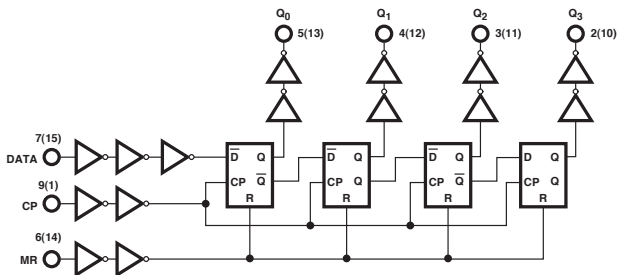 Q0 Q1 Q2 Q3
5(13) 4(12) 3(11) 2(10)
7(15)
DATA
D̅ Q D̅ Q D̅ Q D Q
9(1)
CP
CP Q̅ CP Q CP Q̅ CP Q
R R R R
6(14)
MR